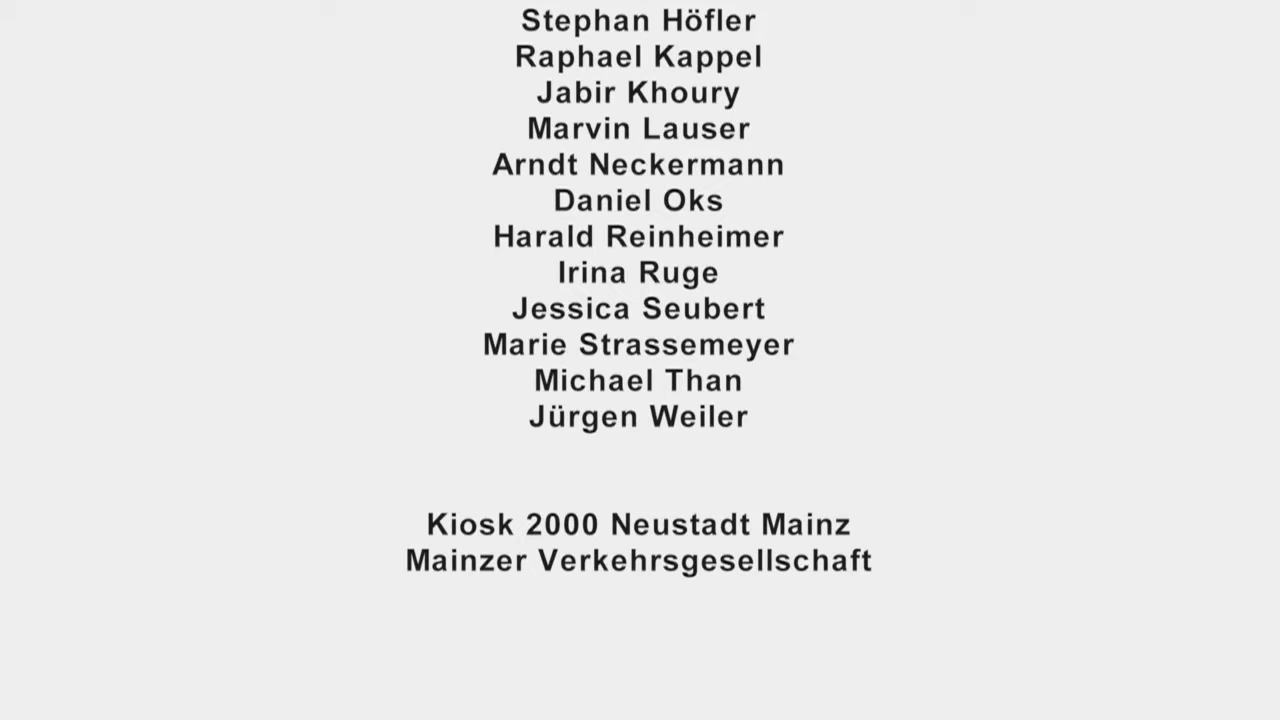 Stephan Höfler
Raphael Kappel
Jabir Khoury
Marvin Lauser
Arndt Neckermann
Daniel Oks
Harald Reinheimer
Irina Ruge
Jessica Seubert
Marie Strassemeyer
Michael Than
Jürgen Weiler
Kiosk 2000 Neustadt Mainz
Mainzer Verkehrsgesellschaft